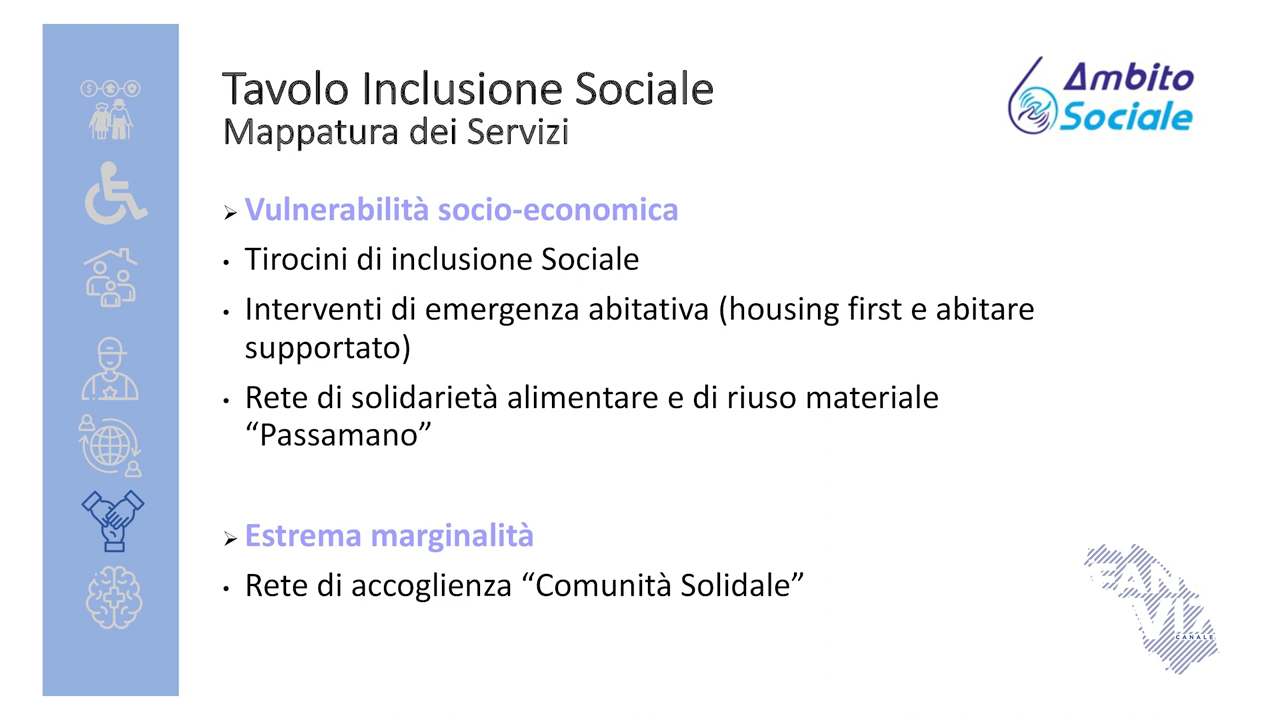 Tavolo Inclusione Sociale
Mappatura dei Servizi
6 Ambito
Sociale
➢ Vulnerabilità socio-economica
• Tirocini di inclusione Sociale
• Interventi di emergenza abitativa (housing first e abitare
supportato)
• Rete di solidarietà alimentare e di riuso materiale
“Passamano”
➢ Estrema marginalità
• Rete di accoglienza “Comunità Solidale”
CANALE